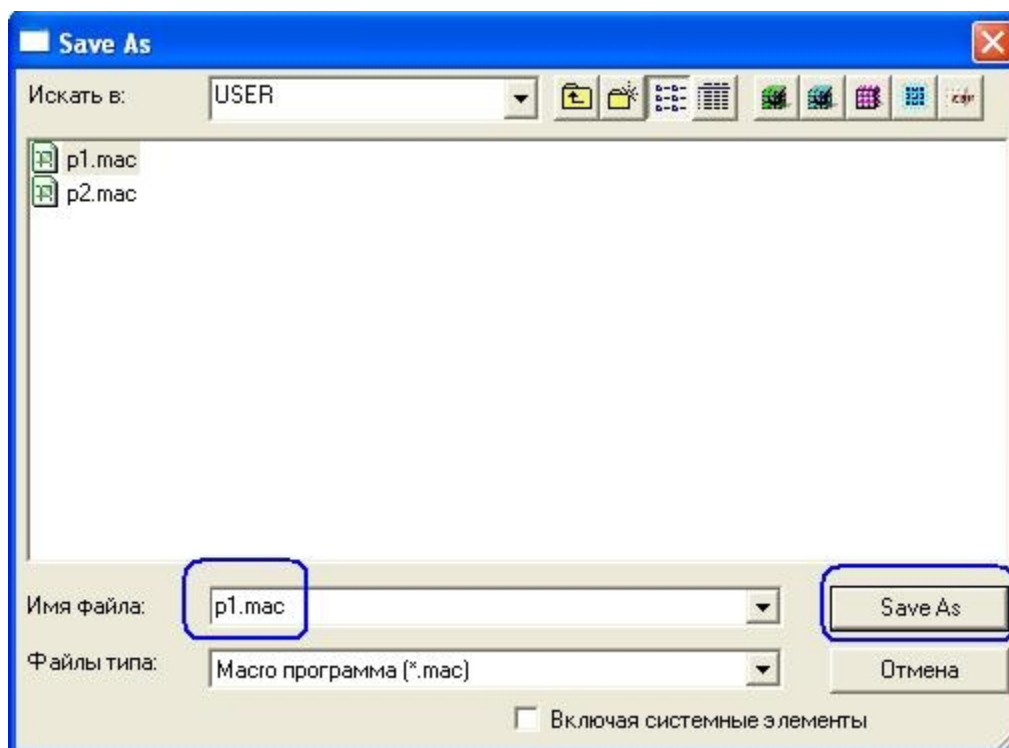 Save As
Искать в:
USER
p1.mac
p2.mac
Имя файла:
p1.mac
Save As
Файлы типа:
Macro программа (*.mac)
Отмена
Включая системные элементы